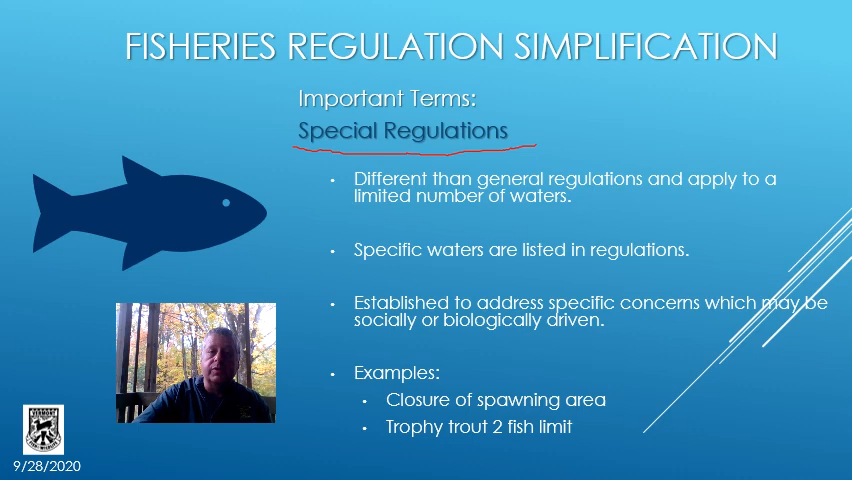 FISHERIES REGULATION SIMPLIFICATION
Important Terms:
Special Regulations
• Different than general regulations and apply to a
limited number of waters.
• Specific waters are listed in regulations.
• Established to address specific concerns which may be
socially or biologically driven.
• Examples:
• Closure of spawning area
• Trophy trout 2 fish limit
VERMONT
9/28/2020